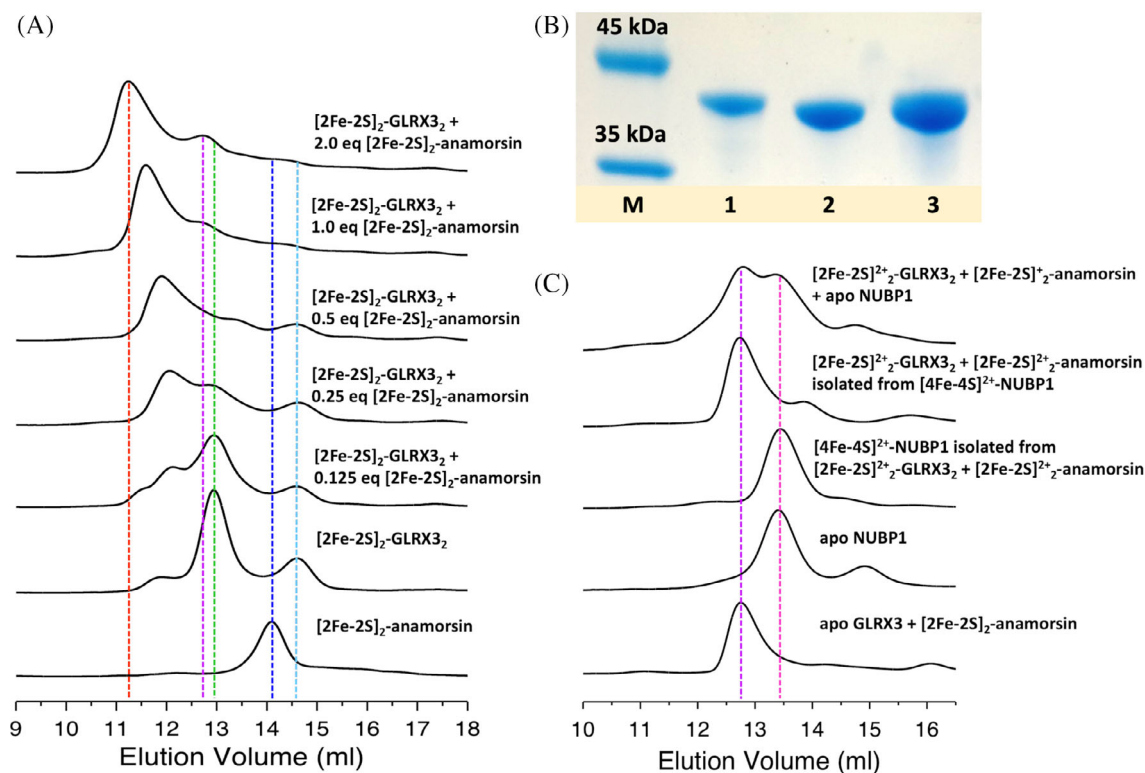 (A)
[2Fe-2S]₂-GLRX3₂ +
2.0 eq [2Fe-2S]₂-anamorsin
[2Fe-2S]₂-GLRX3₂ +
1.0 eq [2Fe-2S]₂-anamorsin
[2Fe-2S]₂-GLRX3₂ +
0.5 eq [2Fe-2S]₂-anamorsin
[2Fe-2S]₂-GLRX3₂ +
0.25 eq [2Fe-2S]₂-anamorsin
[2Fe-2S]₂-GLRX3₂ +
0.125 eq [2Fe-2S]₂-anamorsin
[2Fe-2S]₂-GLRX3₂
[2Fe-2S]₂-anamorsin
9 10 11 12 13 14 15 16 17 18
Elution Volume (ml)
(B)
45 kDa
35 kDa
M 1 2 3
(C)
[2Fe-2S]²⁺₂-GLRX3₂ + [2Fe-2S]⁺₂-anamorsin
+ apo NUBP1
[2Fe-2S]²⁺₂-GLRX3₂ + [2Fe-2S]²⁺₂-anamorsin
isolated from [4Fe-4S]²⁺-NUBP1
[4Fe-4S]²⁺-NUBP1 isolated from
[2Fe-2S]²⁺₂-GLRX3₂ + [2Fe-2S]²⁺₂-anamorsin
apo NUBP1
apo GLRX3 + [2Fe-2S]₂-anamorsin
10 11 12 13 14 15 16
Elution Volume (ml)